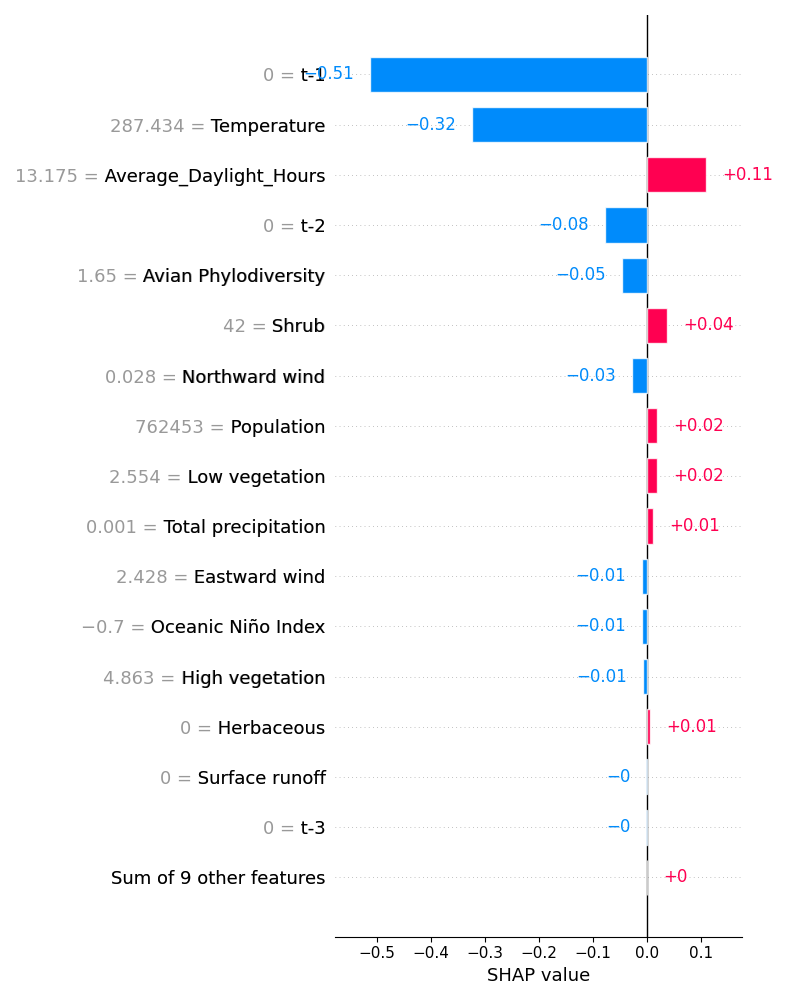 0 = t-1 −0.51
287.434 = Temperature −0.32
13.175 = Average_Daylight_Hours +0.11
0 = t-2 −0.08
1.65 = Avian Phylodiversity −0.05
42 = Shrub +0.04
0.028 = Northward wind −0.03
762453 = Population +0.02
2.554 = Low vegetation +0.02
0.001 = Total precipitation +0.01
2.428 = Eastward wind −0.01
−0.7 = Oceanic Niño Index −0.01
4.863 = High vegetation −0.01
0 = Herbaceous +0.01
0 = Surface runoff −0
0 = t-3 −0
Sum of 9 other features +0
−0.5 −0.4 −0.3 −0.2 −0.1 0.0 0.1
SHAP value